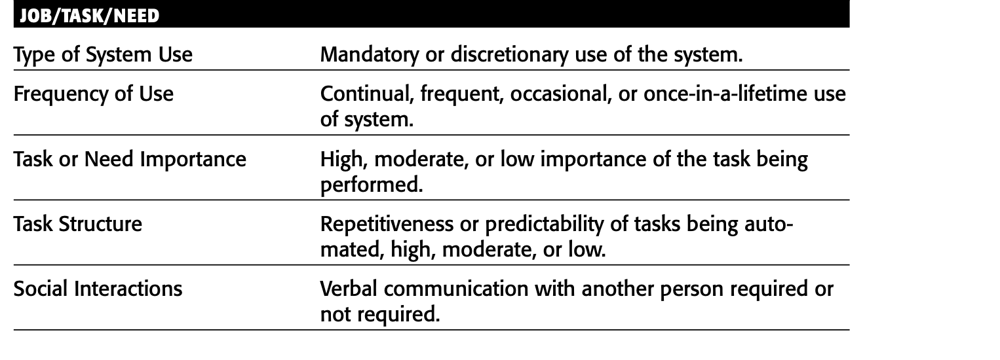 JOB/TASK/NEED
Type of System Use Mandatory or discretionary use of the system.
Frequency of Use Continual, frequent, occasional, or once-in-a-lifetime use
of system.
Task or Need Importance High, moderate, or low importance of the task being
performed.
Task Structure Repetitiveness or predictability of tasks being auto-
mated, high, moderate, or low.
Social Interactions Verbal communication with another person required or
not required.